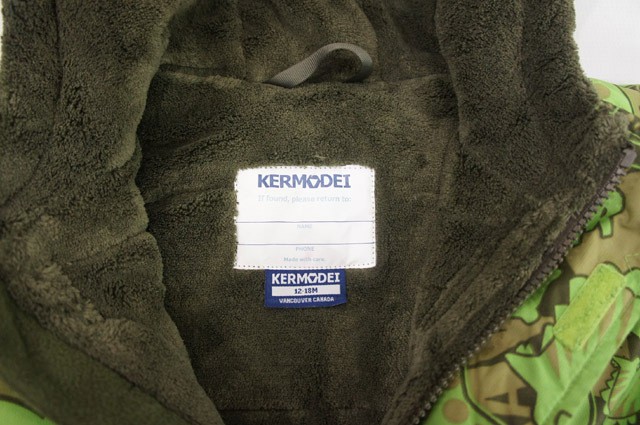 KERMODEI
If found, please return to:
NAME
PHONE
Made with care
KERMODEI
12-18M
VANCOUVER CANADA